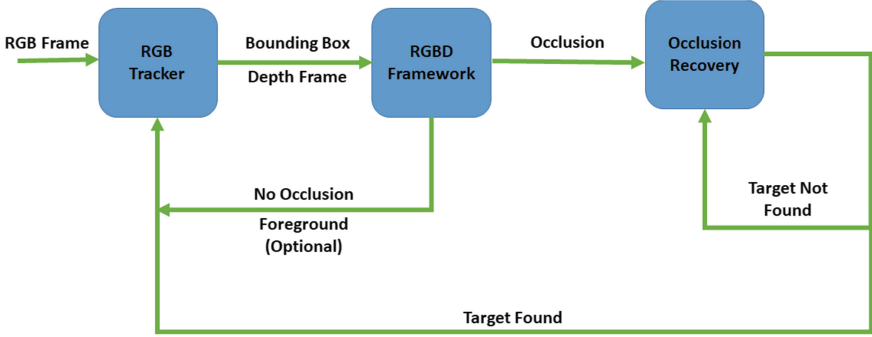 RGB Frame
RGB
Tracker
Bounding Box
Depth Frame
RGBD
Framework
Occlusion
Occlusion
Recovery
No Occlusion
Foreground
(Optional)
Target Not
Found
Target Found